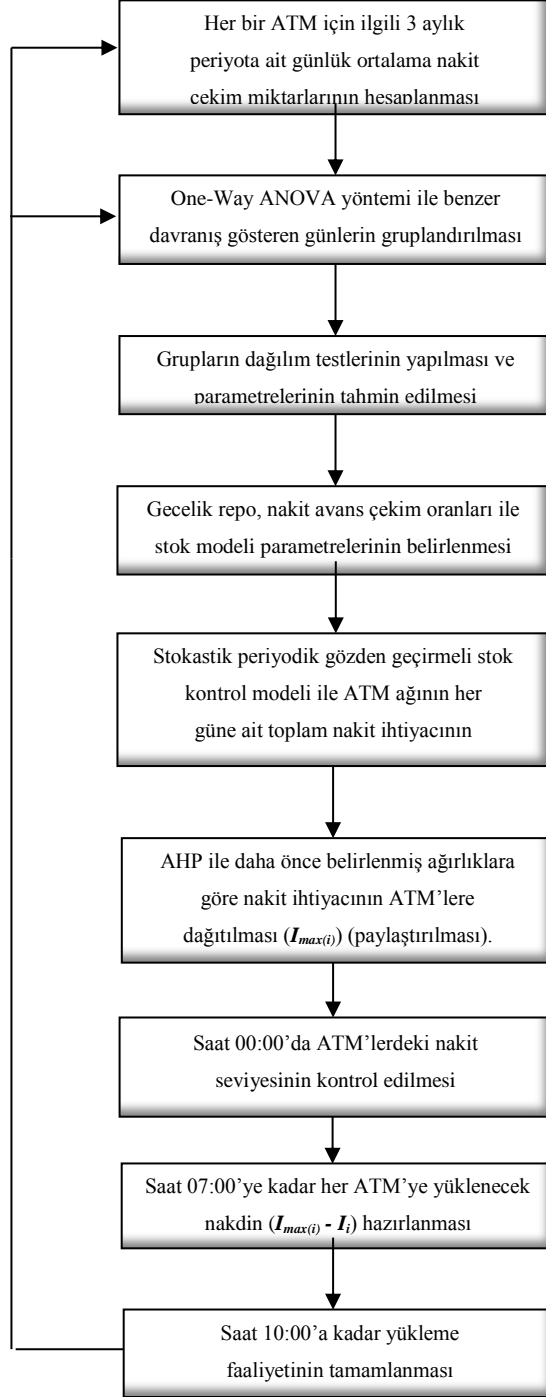 Her bir ATM için ilgili 3 aylık
periyota ait günlük ortalama nakit
çekim miktarlarının hesaplanması
One-Way ANOVA yöntemi ile benzer
davranış gösteren günlerin gruplandırılması
Grupların dağılım testlerinin yapılması ve
parametrelerinin tahmin edilmesi
Gecelik repo, nakit avans çekim oranları ile
stok modeli parametrelerinin belirlenmesi
Stokastik periyodik gözden geçirmeli stok
kontrol modeli ile ATM ağının her
güne ait toplam nakit ihtiyacının
AHP ile daha önce belirlenmiş ağırlıklara
göre nakit ihtiyacının ATM’lere
dağıtılması (Imax(i)) (paylaştırılması).
Saat 00:00’da ATM’lerdeki nakit
seviyesinin kontrol edilmesi
Saat 07:00’ye kadar her ATM’ye yüklenecek
nakdin (Imax(i) - Ii) hazırlanması
Saat 10:00’a kadar yükleme
faaliyetinin tamamlanması